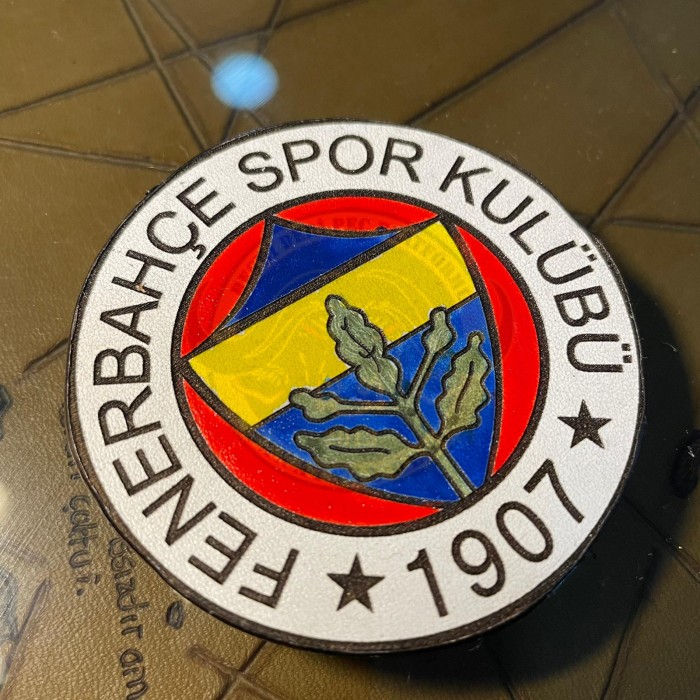 FENERBAHÇE SPOR KULÜBÜ
★ 1907 ★